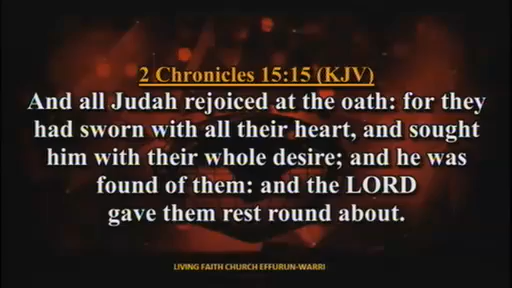 2 Chronicles 15:15 (KJV)
And all Judah rejoiced at the oath: for they
had sworn with all their heart, and sought
him with their whole desire; and he was
found of them: and the LORD
gave them rest round about.
LIVING FAITH CHURCH EFFURUN-WARRI